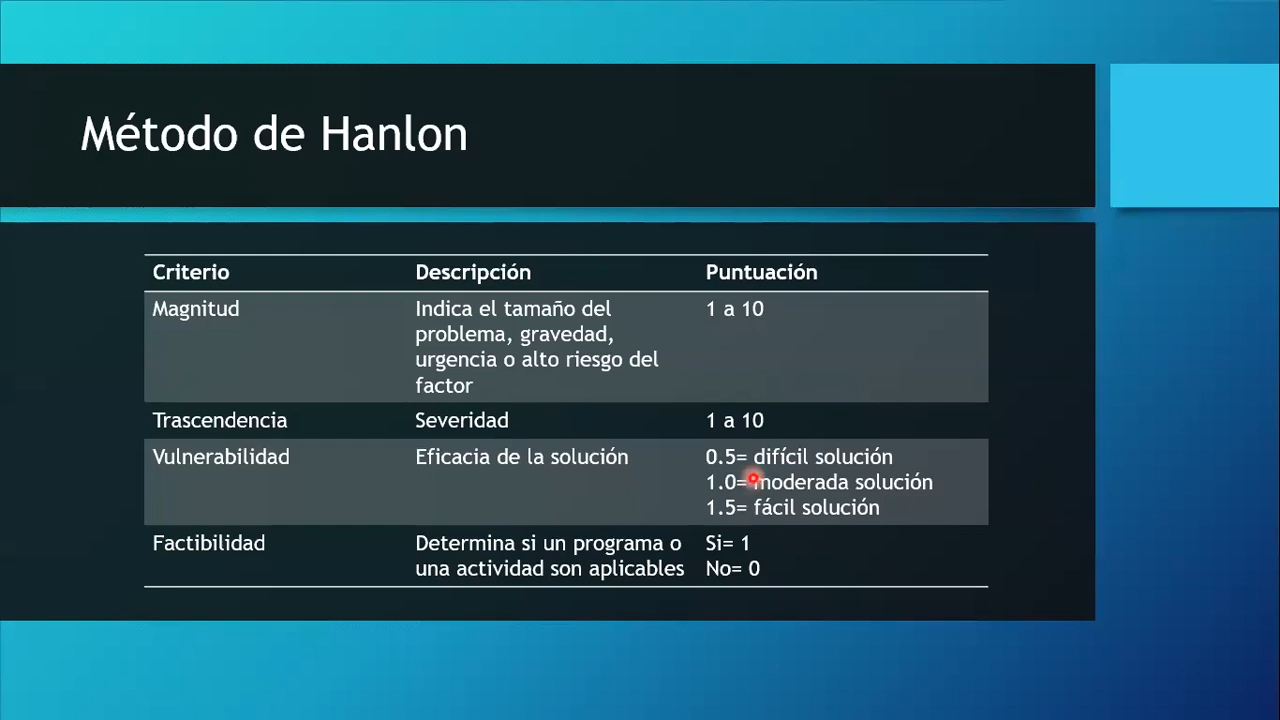 Método de Hanlon
Criterio Descripción Puntuación
Magnitud Indica el tamaño del 1 a 10
problema, gravedad,
urgencia o alto riesgo del
factor
Trascendencia Severidad 1 a 10
Vulnerabilidad Eficacia de la solución 0.5= difícil solución
1.0= moderada solución
1.5= fácil solución
Factibilidad Determina si un programa o Si= 1
una actividad son aplicables No= 0